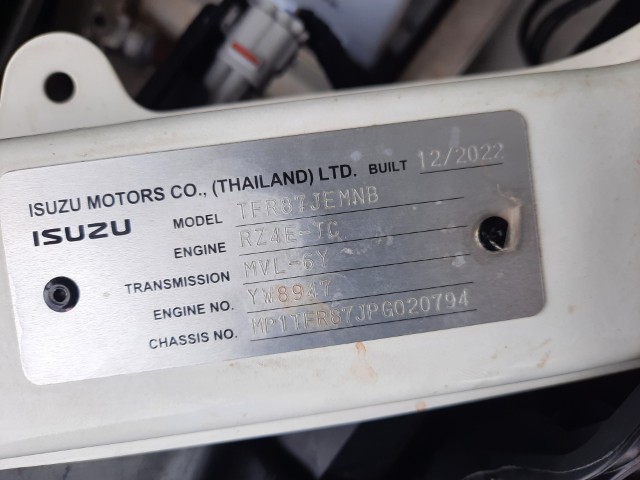 ISUZU MOTORS CO., (THAILAND) LTD. BUILT 12/2022
ISUZU
MODEL TFR87JEMNB
ENGINE RZ4E-TC
TRANSMISSION MVL-6Y
ENGINE NO. YW8947
CHASSIS NO. MP1TFR87JPG020794